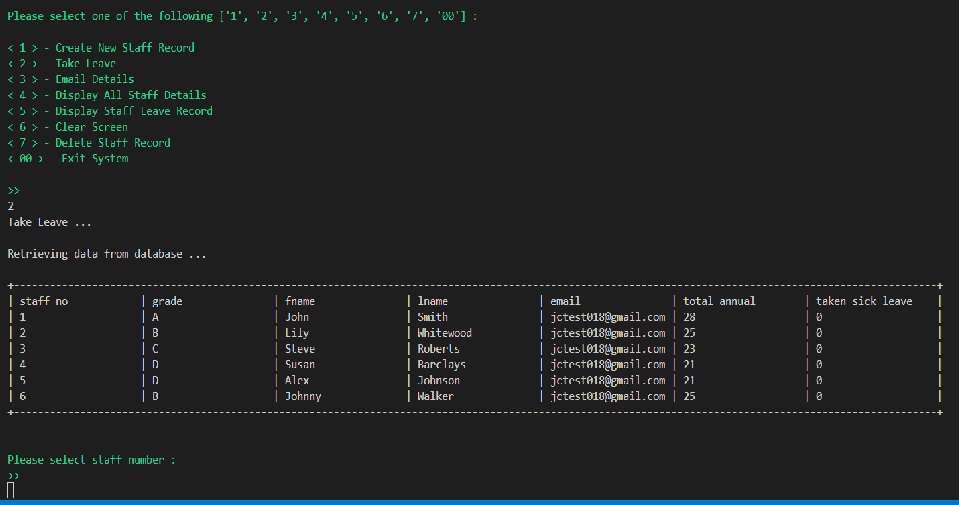 Please select one of the following ['1', '2', '3', '4', '5', '6', '7', '00'] :
< 1 > - Create New Staff Record
< 2 > - Take Leave
< 3 > - Email Details
< 4 > - Display All Staff Details
< 5 > - Display Staff Leave Record
< 6 > - Clear Screen
< 7 > - Delete Staff Record
< 00 > - Exit System
>>
2
Take Leave ...
Retrieving data from database ...
+----------------------------------------------------------------+
| staff no | grade | fname | lname | email | total annual | taken sick leave |
| 1 | A | John | Smith | jctest018@gmail.com | 28 | 0 |
| 2 | B | Lily | Whitewood | jctest018@gmail.com | 25 | 0 |
| 3 | C | Steve | Roberts | jctest018@gmail.com | 23 | 0 |
| 4 | D | Susan | Barclays | jctest018@gmail.com | 21 | 0 |
| 5 | D | Alex | Johnson | jctest018@gmail.com | 21 | 0 |
| 6 | B | Johnny | Walker | jctest018@gmail.com | 25 | 0 |
+----------------------------------------------------------------+
Please select staff number :
>>